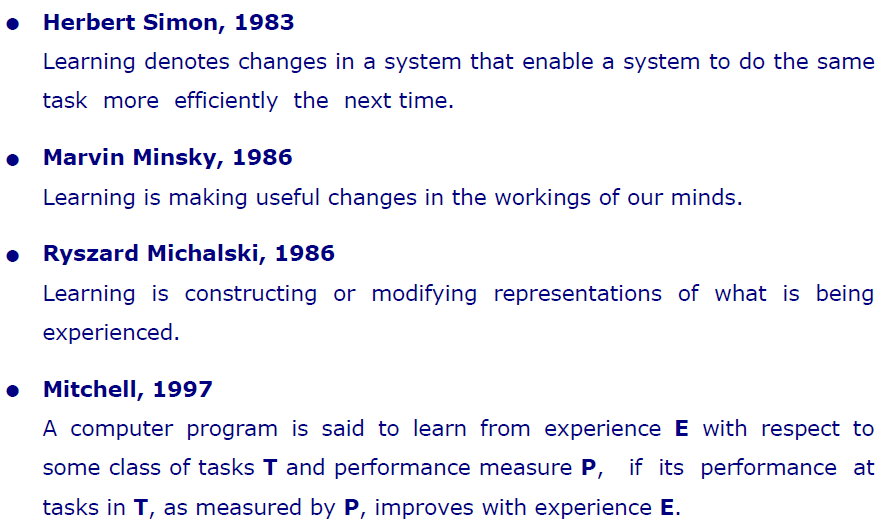 ● Herbert Simon, 1983
Learning denotes changes in a system that enable a system to do the same
task more efficiently the next time.
● Marvin Minsky, 1986
Learning is making useful changes in the workings of our minds.
● Ryszard Michalski, 1986
Learning is constructing or modifying representations of what is being
experienced.
● Mitchell, 1997
A computer program is said to learn from experience E with respect to
some class of tasks T and performance measure P, if its performance at
tasks in T, as measured by P, improves with experience E.